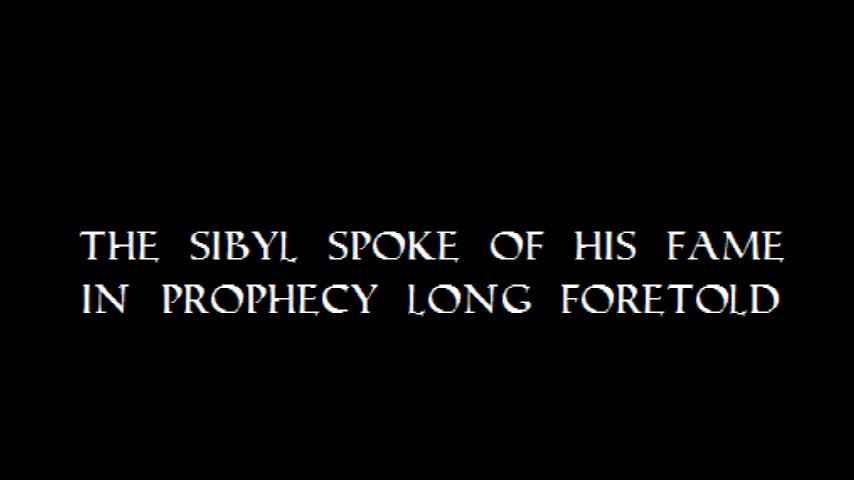 THE SIBYL SPOKE OF HIS FAME
IN PROPHECY LONG FORETOLD